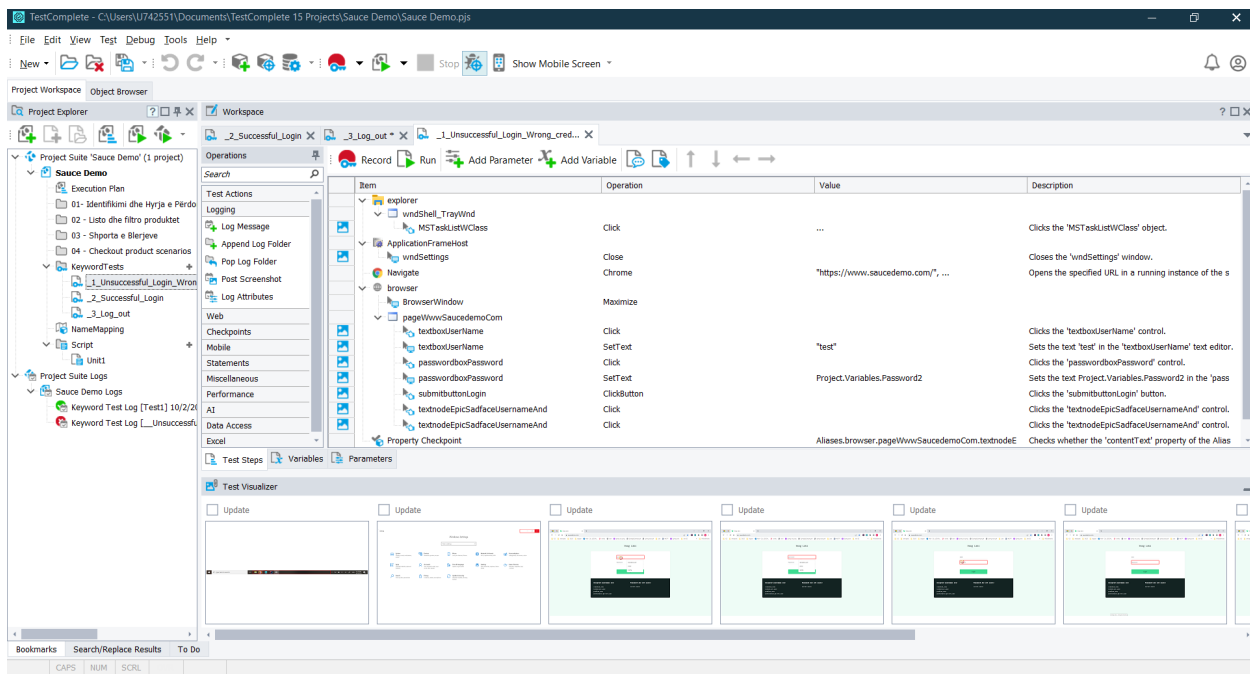 TestComplete - C:\Users\U742551\Documents\TestComplete 15 Projects\Sauce Demo\Sauce Demo.pjs
File Edit View Test Debug Tools Help
New Stop Show Mobile Screen
Project Workspace Object Browser
Project Explorer
Project Suite 'Sauce Demo' (1 project)
Sauce Demo
Execution Plan
01- Identifikimi dhe Hyrja e Përdo
02 - Listo dhe filtro produktet
03 - Shporta e Blerjeve
04 - Checkout product scenarios
KeywordTests
_1_Unsuccessful_Login_Wron
_2_Successful_Login
_3_Log_out
NameMapping
Script
Unit1
Project Suite Logs
Sauce Demo Logs
Keyword Test Log [Test1] 10/2/20
Keyword Test Log [__Unsuccessfu
Workspace
_2_Successful_Login _3_Log_out * _1_Unsuccessful_Login_Wrong_cred...
Operations
Search
Test Actions
Logging
Log Message
Append Log Folder
Pop Log Folder
Post Screenshot
Log Attributes
Web
Checkpoints
Mobile
Statements
Miscellaneous
Performance
AI
Data Access
Excel
Record Run Add Parameter Add Variable
Item Operation Value Description
explorer
wndShell_TrayWnd
MSTaskListWClass Click ... Clicks the 'MSTaskListWClass' object.
ApplicationFrameHost
wndSettings Close Closes the 'wndSettings' window.
Navigate Chrome "https://www.saucedemo.com/", ... Opens the specified URL in a running instance of the s
browser
BrowserWindow Maximize
pageWwwSaucedemoCom
textboxUserName Click Clicks the 'textboxUserName' control.
textboxUserName SetText "test" Sets the text 'test' in the 'textboxUserName' text editor.
passwordboxPassword Click Clicks the 'passwordboxPassword' control.
passwordboxPassword SetText Project.Variables.Password2 Sets the text Project.Variables.Password2 in the 'pass
submitbuttonLogin ClickButton Clicks the 'submitbuttonLogin' button.
textnodeEpicSadfaceUsernameAnd Click Clicks the 'textnodeEpicSadfaceUsernameAnd' control.
textnodeEpicSadfaceUsernameAnd Click Clicks the 'textnodeEpicSadfaceUsernameAnd' control.
Property Checkpoint Aliases.browser.pageWwwSaucedemoCom.textnodeE Checks whether the 'contentText' property of the Alias
Test Steps Variables Parameters
Test Visualizer
Update Update Update Update Update Update
Bookmarks Search/Replace Results To Do
CAPS NUM SCRL